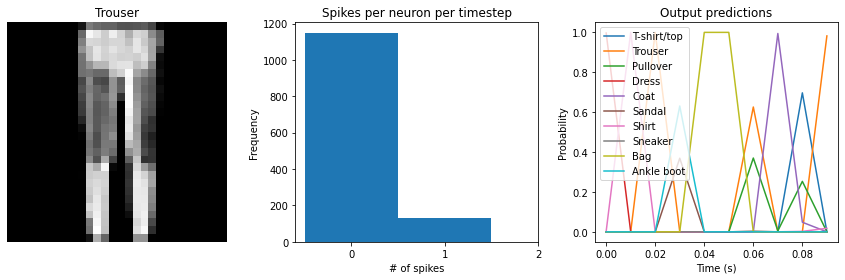 Trouser
Spikes per neuron per timestep
Frequency
1200
1000
800
600
400
200
0
0 1 2
# of spikes
Output predictions
Probability
1.0
0.8
0.6
0.4
0.2
0.0
T-shirt/top
Trouser
Pullover
Dress
Coat
Sandal
Shirt
Sneaker
Bag
Ankle boot
0.00 0.02 0.04 0.06 0.08
Time (s)